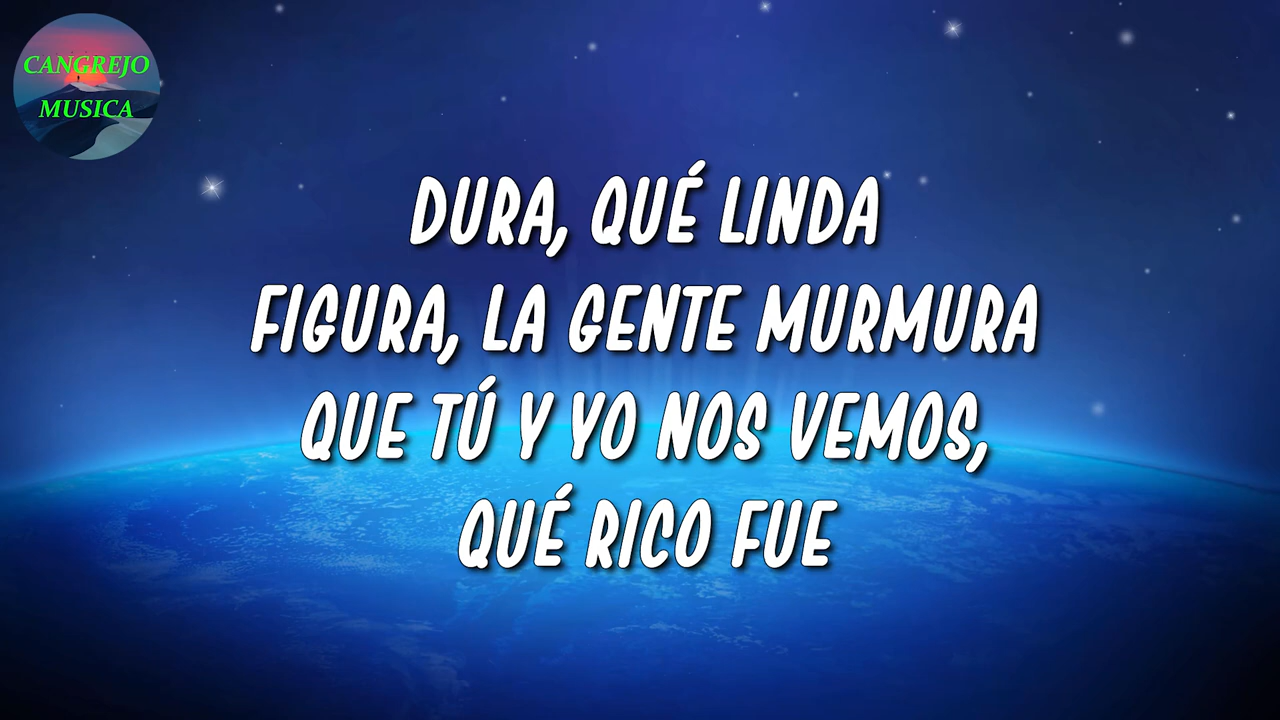 CANGREJO
MUSICA
DURA, QUÉ LINDA
FIGURA, LA GENTE MURMURA
QUE TÚ Y YO NOS VEMOS,
QUÉ RICO FUE